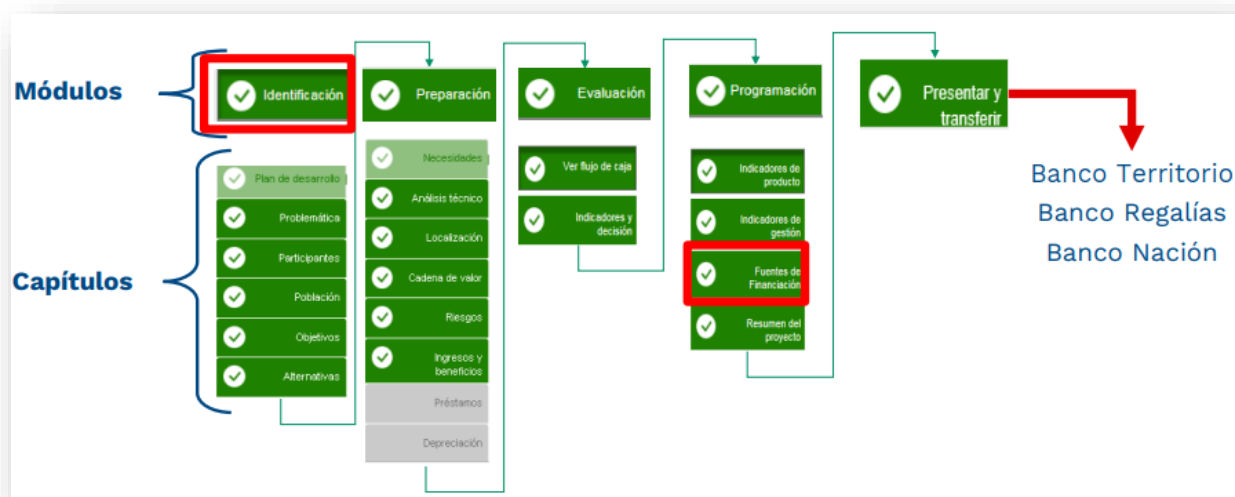 Módulos
Identificación
Preparación
Evaluación
Programación
Presentar y
transferir
Capítulos
Plan de desarrollo
Problemática
Participantes
Población
Objetivos
Alternativas
Necesidades
Análisis técnico
Localización
Cadena de valor
Riesgos
Ingresos y
beneficios
Préstamos
Depreciación
Ver flujo de caja
Indicadores y
decisión
Indicadores de
producto
Indicadores de
gestión
Fuentes de
Financiación
Resumen del
proyecto
Banco Territorio
Banco Regalías
Banco Nación